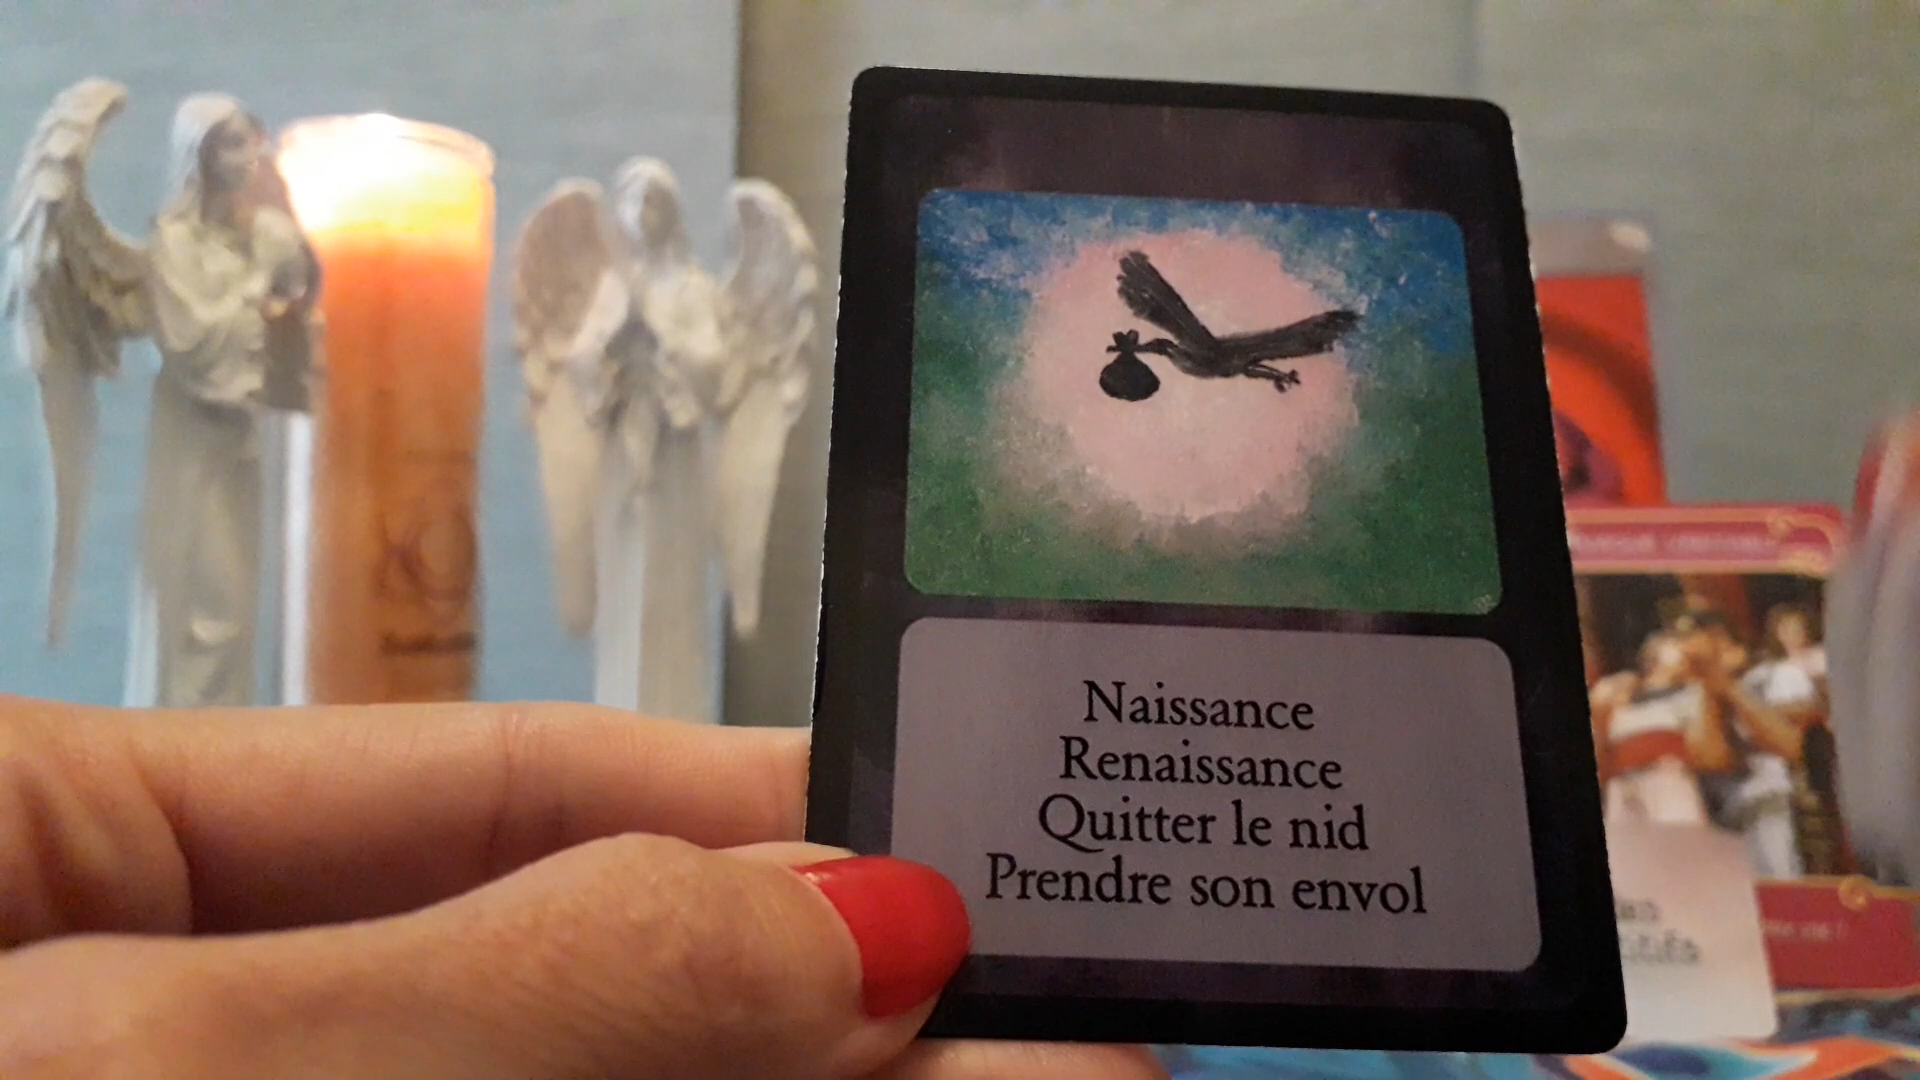 Naissance
Renaissance
Quitter le nid
Prendre son envol